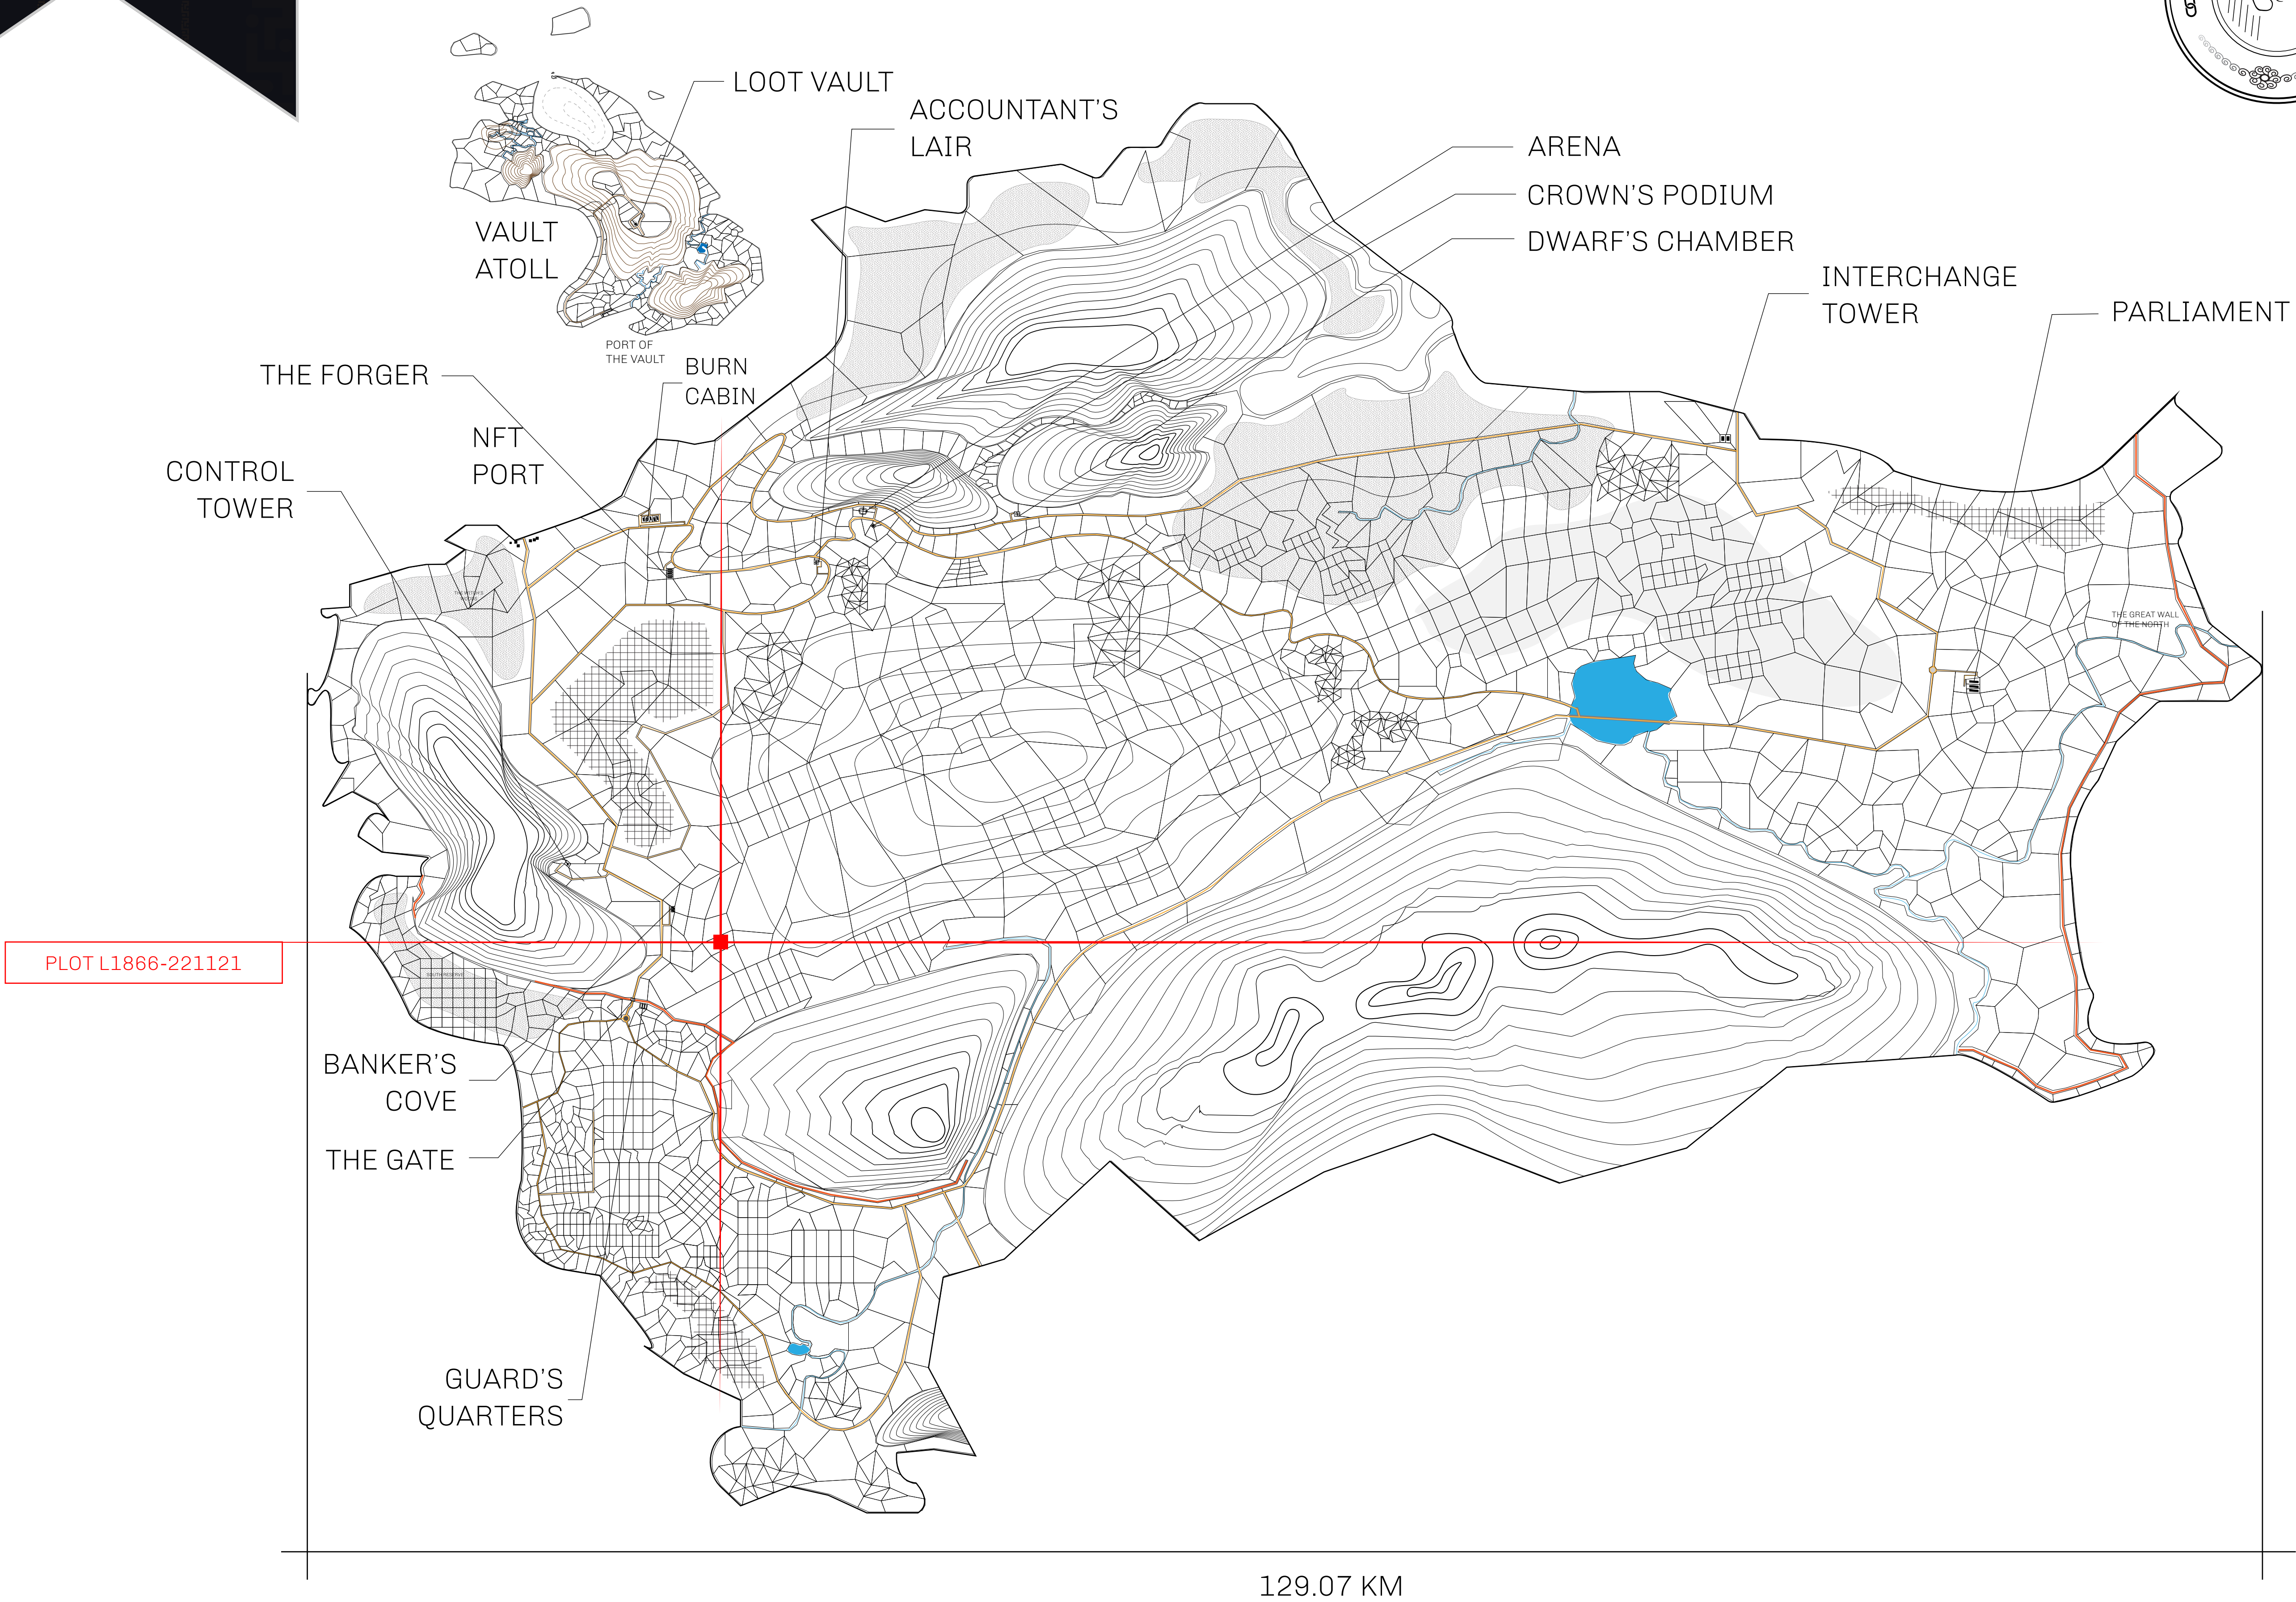 LOOT VAULT
ACCOUNTANT'S
LAIR
ARENA
CROWN'S PODIUM
DWARF'S CHAMBER
VAULT
ATOLL
INTERCHANGE
TOWER
PARLIAMENT
PORT OF
THE VAULT
THE FORGER
BURN
CABIN
NFT
PORT
CONTROL
TOWER
THE GREAT WALL
OF THE NORTH
PLOT L1866-221121
SOUTH RESERVE
BANKER'S
COVE
THE GATE
GUARD'S
QUARTERS
129.07 KM